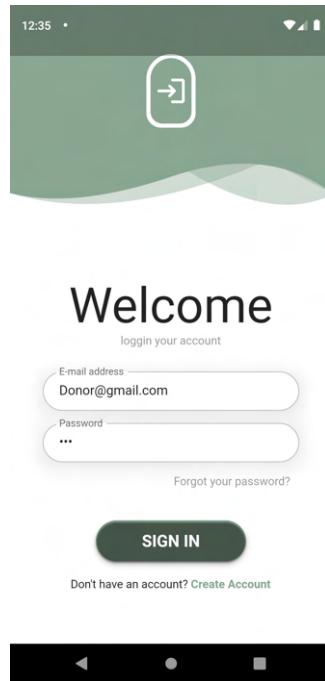 12:35
Welcome
loggin your account
E-mail address
Donor@gmail.com
Password
•••
Forgot your password?
SIGN IN
Don't have an account? Create Account